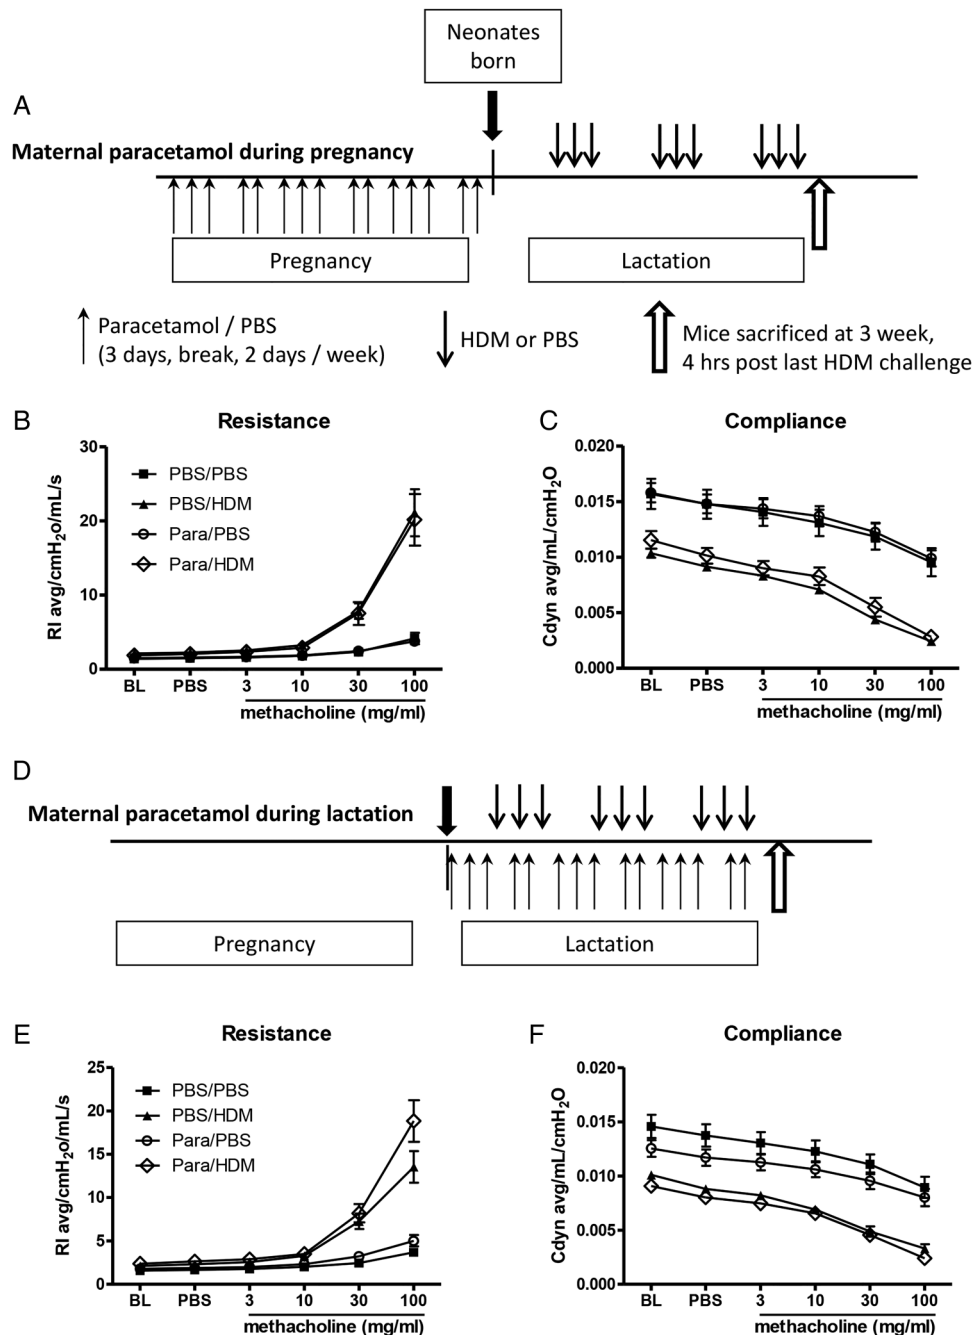 Neonates
born
A
Maternal paracetamol during pregnancy
Pregnancy
Lactation
Paracetamol / PBS
(3 days, break, 2 days / week)
HDM or PBS
Mice sacrificed at 3 week,
4 hrs post last HDM challenge
B
Resistance
RI avg/cmH₂o/mL/s
30
20
10
0
PBS/PBS
PBS/HDM
Para/PBS
Para/HDM
BL PBS 3 10 30 100
methacholine (mg/ml)
C
Compliance
Cdyn avg/mL/cmH₂O
0.020
0.015
0.010
0.005
0.000
BL PBS 3 10 30 100
methacholine (mg/ml)
D
Maternal paracetamol during lactation
Pregnancy
Lactation
E
Resistance
RI avg/cmH₂o/mL/s
25
20
15
10
5
0
PBS/PBS
PBS/HDM
Para/PBS
Para/HDM
BL PBS 3 10 30 100
methacholine (mg/ml)
F
Compliance
Cdyn avg/mL/cmH₂O
0.020
0.015
0.010
0.005
0.000
BL PBS 3 10 30 100
methacholine (mg/ml)